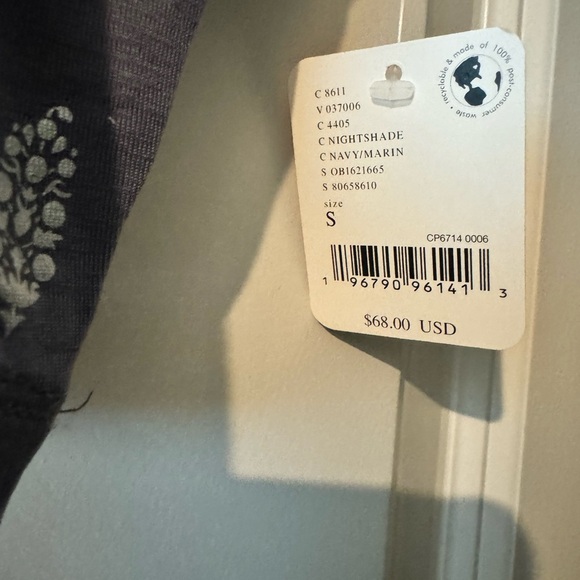 recyclable & made of 100% post-consumer waste •
C 8611
V 037006
C 4405
C NIGHTSHADE
C NAVY/MARIN
S OB1621665
S 80658610
size
S
CP6714 0006
1 96790 96141 3
$68.00 USD